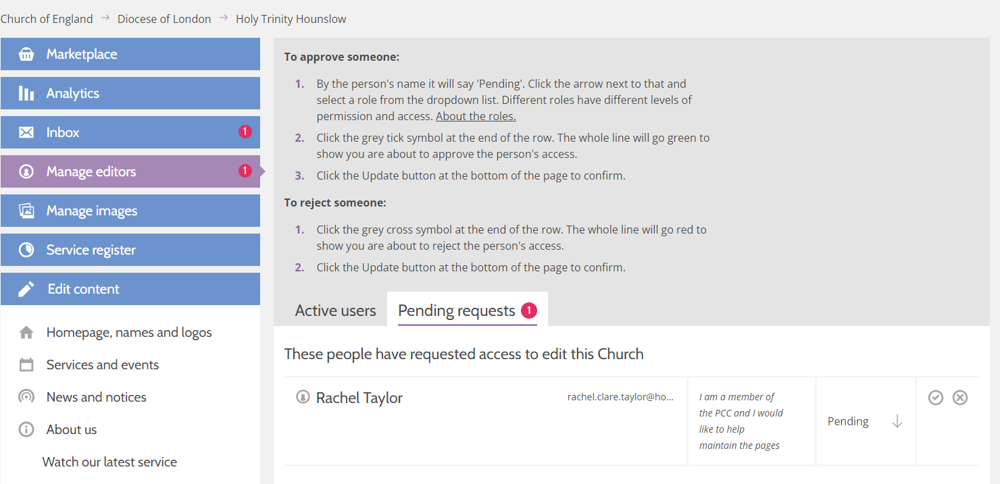 Church of England → Diocese of London → Holy Trinity Hounslow
Marketplace
Analytics
Inbox 1
Manage editors 1
Manage images
Service register
Edit content
Homepage, names and logos
Services and events
News and notices
About us
Watch our latest service
To approve someone:
1. By the person's name it will say 'Pending'. Click the arrow next to that and
select a role from the dropdown list. Different roles have different levels of
permission and access. About the roles.
2. Click the grey tick symbol at the end of the row. The whole line will go green to
show you are about to approve the person's access.
3. Click the Update button at the bottom of the page to confirm.
To reject someone:
1. Click the grey cross symbol at the end of the row. The whole line will go red to
show you are about to reject the person's access.
2. Click the Update button at the bottom of the page to confirm.
Active users Pending requests 1
These people have requested access to edit this Church
Rachel Taylor
rachel.clare.taylor@ho...
I am a member of
the PCC and I would
like to help
maintain the pages
Pending